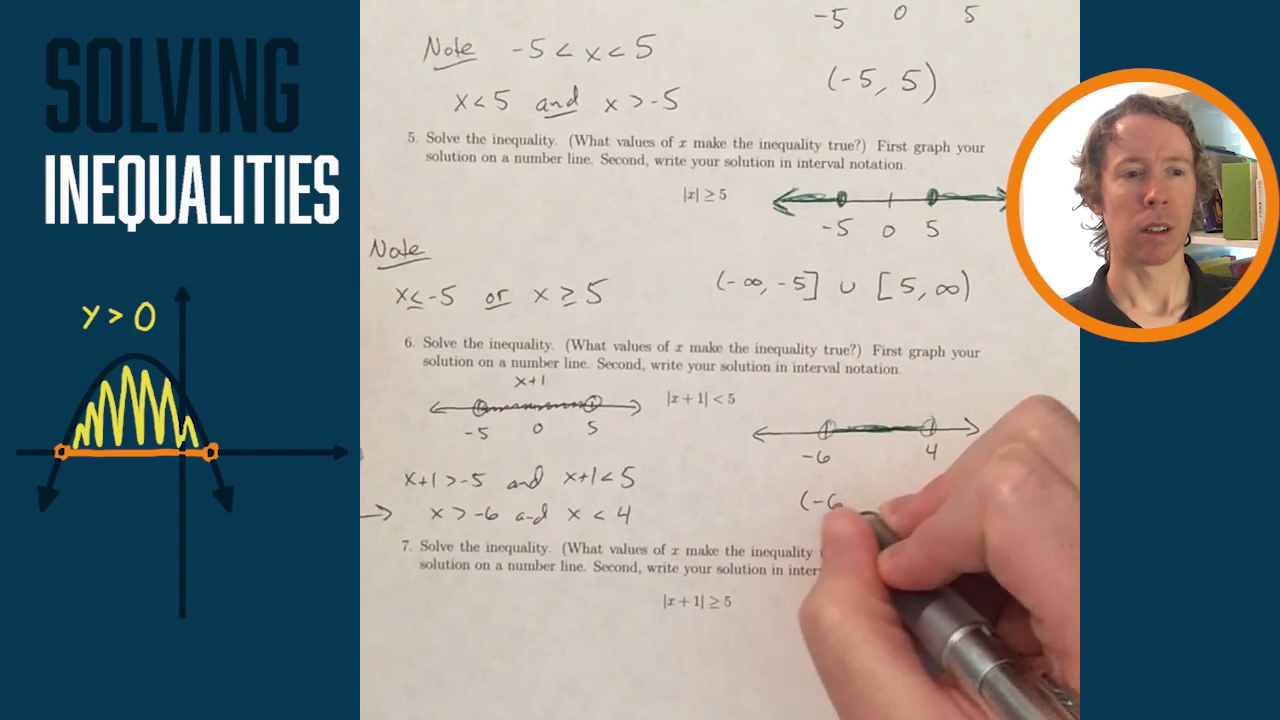 SOLVING
INEQUALITIES
y > 0
-5 0 5
Note -5 < x < 5
(-5, 5)
x < 5 and x > -5
5. Solve the inequality. (What values of x make the inequality true?) First graph your
solution on a number line. Second, write your solution in interval notation.
|x| ≥ 5
-5 0 5
Note
x ≤ -5 or x ≥ 5
(-∞, -5] ∪ [5, ∞)
6. Solve the inequality. (What values of x make the inequality true?) First graph your
solution on a number line. Second, write your solution in interval notation.
x+1
|x + 1| < 5
-5 0 5
-6 4
x+1 > -5 and x+1 < 5
(-6
→ x > -6 and x < 4
7. Solve the inequality. (What values of x make the inequality
solution on a number line. Second, write your solution in inter
|x + 1| ≥ 5